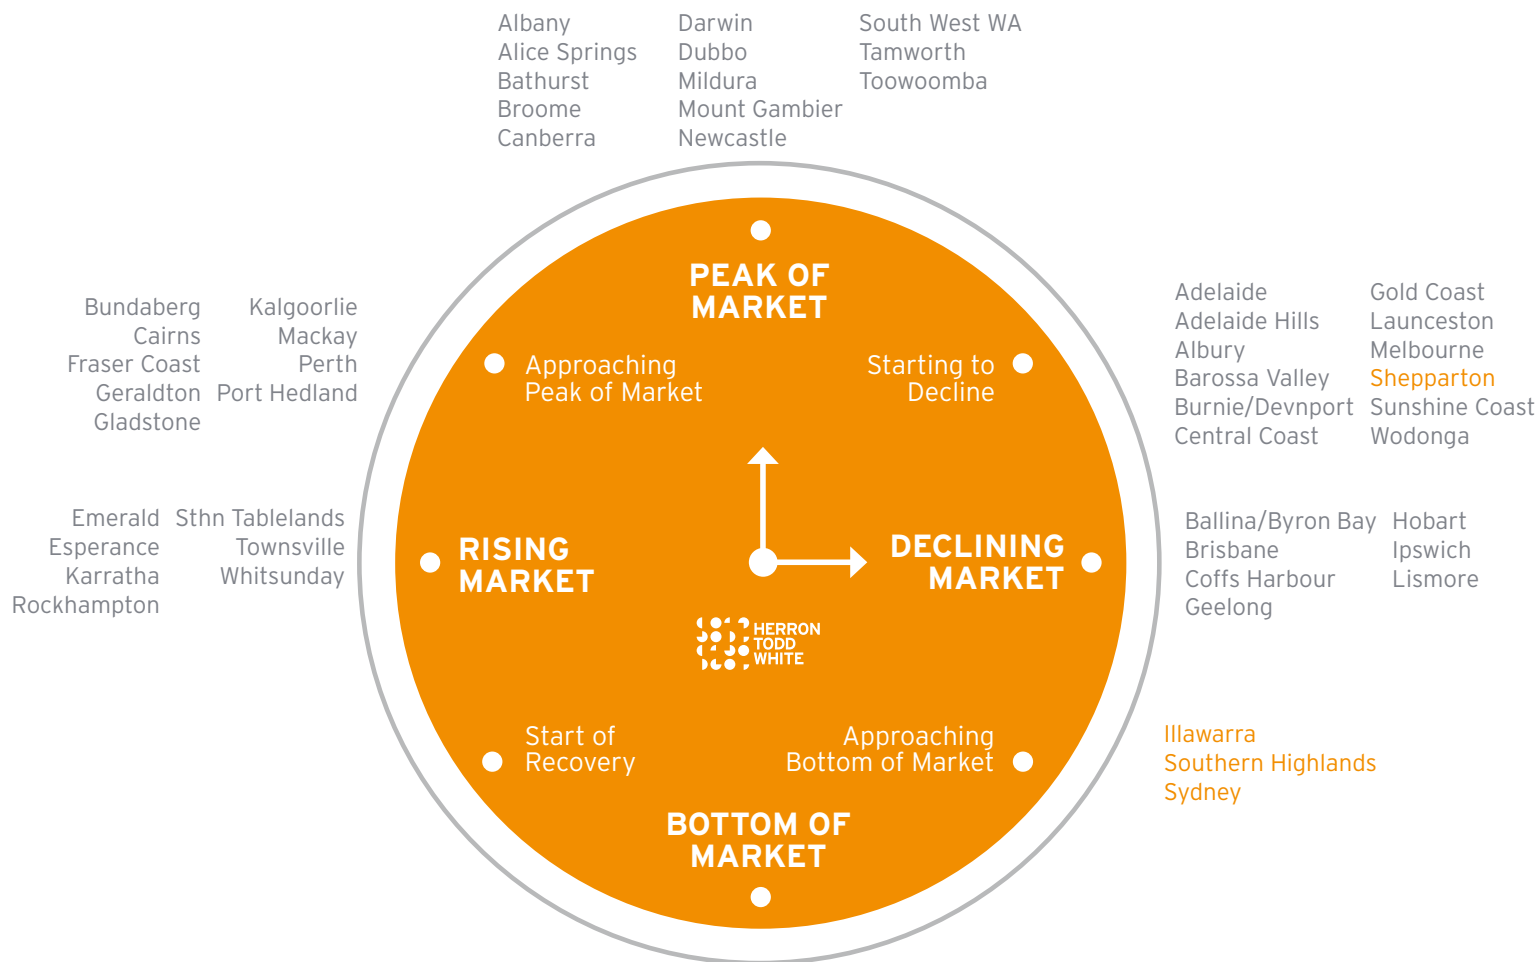 Albany Darwin South West WA
Alice Springs Dubbo Tamworth
Bathurst Mildura Toowoomba
Broome Mount Gambier
Canberra Newcastle
PEAK OF
MARKET
Bundaberg Kalgoorlie
Cairns Mackay
Fraser Coast Perth
Geraldton Port Hedland
Gladstone
Approaching
Peak of Market
Starting to
Decline
Adelaide Gold Coast
Adelaide Hills Launceston
Albury Melbourne
Barossa Valley Shepparton
Burnie/Devnport Sunshine Coast
Central Coast Wodonga
Emerald Sthn Tablelands
Esperance Townsville
Karratha Whitsunday
Rockhampton
RISING
MARKET
DECLINING
MARKET
Ballina/Byron Bay Hobart
Brisbane Ipswich
Coffs Harbour Lismore
Geelong
HERRON
TODD
WHITE
Start of
Recovery
Approaching
Bottom of Market
Illawarra
Southern Highlands
Sydney
BOTTOM OF
MARKET